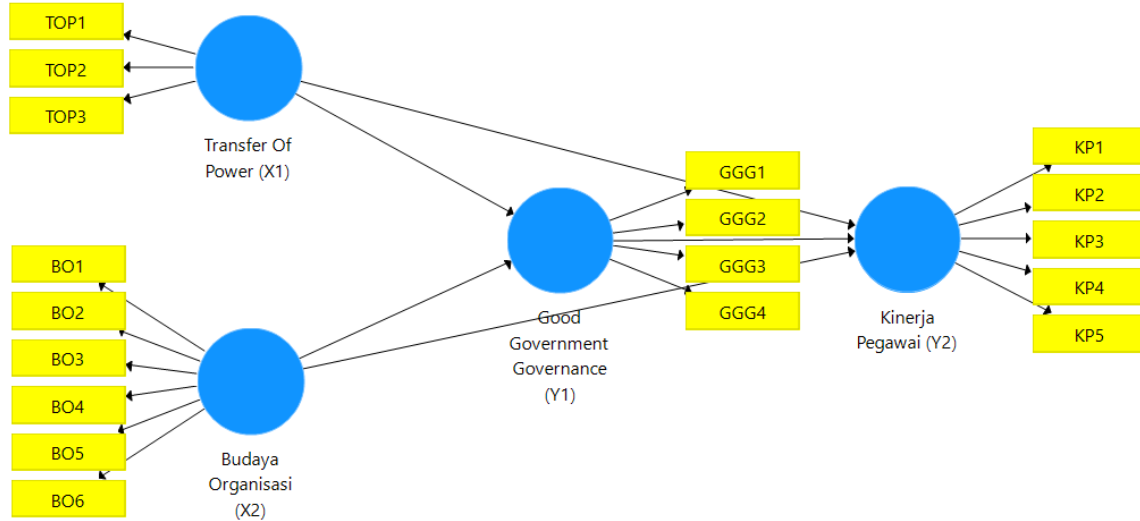 TOP1
TOP2
TOP3
Transfer Of
Power (X1)
BO1
BO2
BO3
BO4
BO5
BO6
Budaya
Organisasi
(X2)
GGG1
GGG2
GGG3
GGG4
Good
Government
Governance
(Y1)
KP1
KP2
KP3
KP4
KP5
Kinerja
Pegawai (Y2)